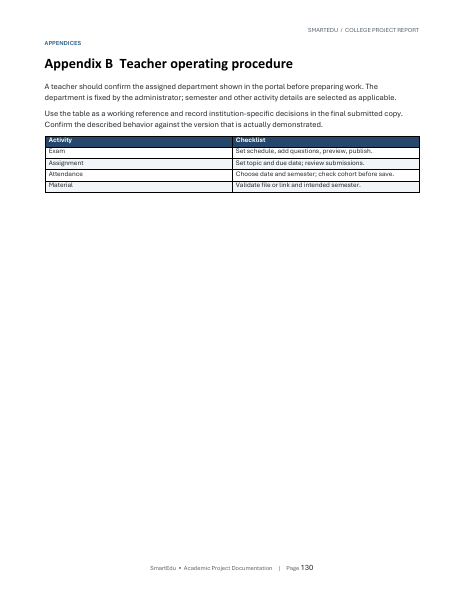 SMARTEDU / COLLEGE PROJECT REPORT
APPENDICES
Appendix B  Teacher operating procedure
A teacher should confirm the assigned department shown in the portal before preparing work. The
department is fixed by the administrator; semester and other activity details are selected as applicable.
Use the table as a working reference and record institution-specific decisions in the final submitted copy.
Confirm the described behavior against the version that is actually demonstrated.
Activity Checklist
Exam Set schedule, add questions, preview, publish.
Assignment Set topic and due date; review submissions.
Attendance Choose date and semester; check cohort before save.
Material Validate file or link and intended semester.
SmartEdu • Academic Project Documentation | Page 130